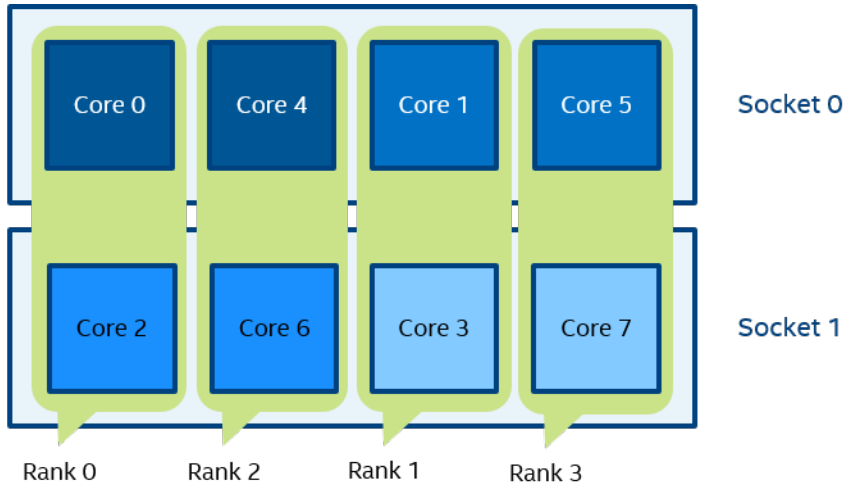 Core 0
Core 4
Core 1
Core 5
Socket 0
Core 2
Core 6
Core 3
Core 7
Socket 1
Rank 0
Rank 2
Rank 1
Rank 3